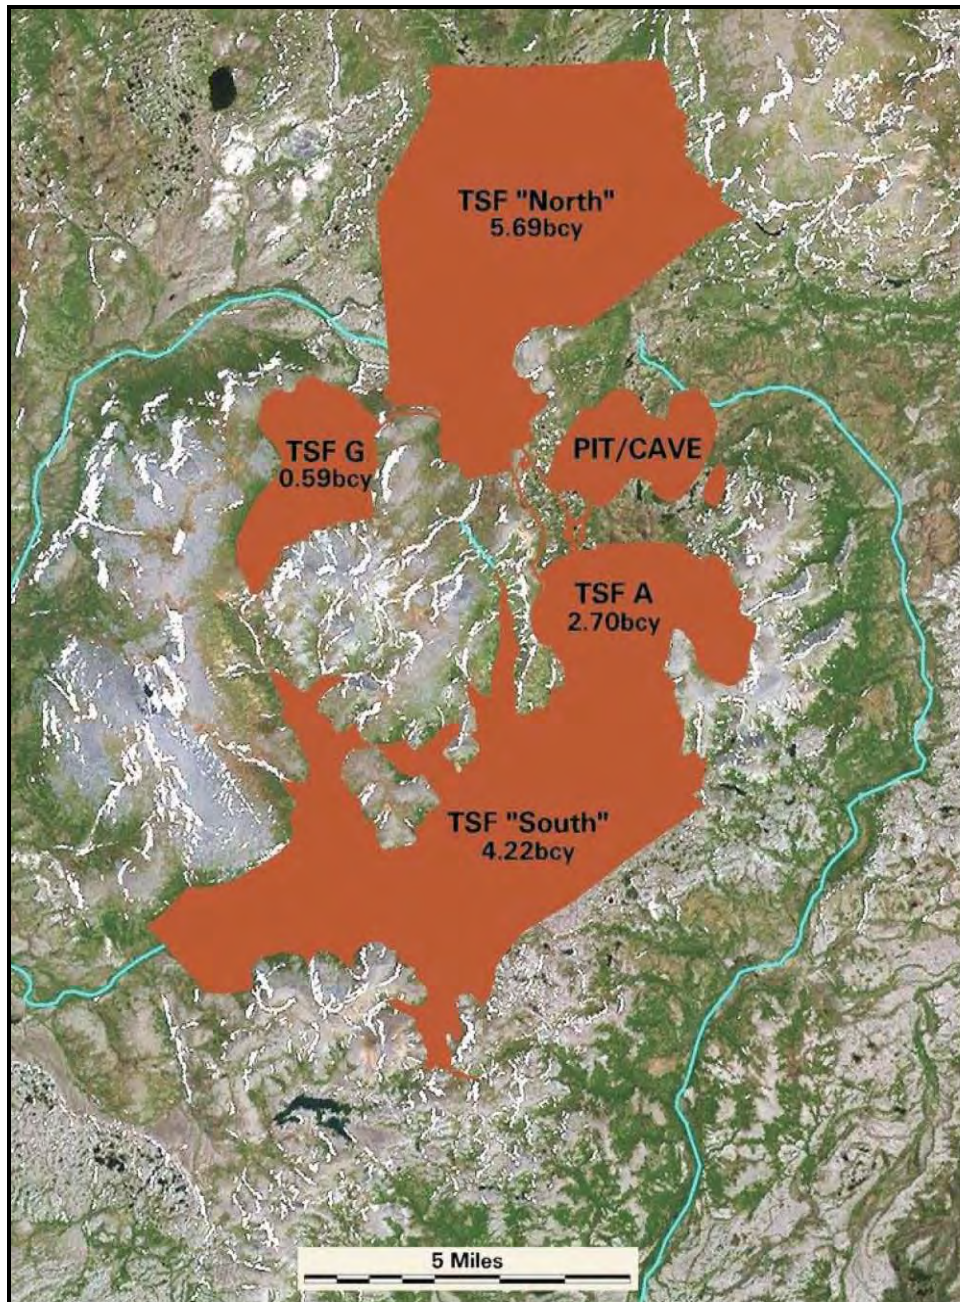 TSF "North"
5.69bcy
TSF G
0.59bcy
PIT/CAVE
TSF A
2.70bcy
TSF "South"
4.22bcy
5 Miles